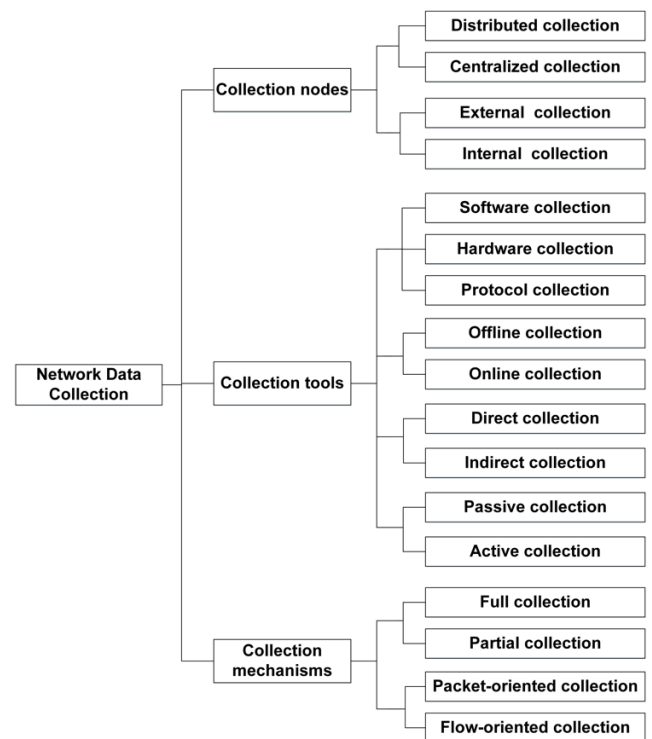 Network Data
Collection
Collection nodes
Distributed collection
Centralized collection
External collection
Internal collection
Collection tools
Software collection
Hardware collection
Protocol collection
Offline collection
Online collection
Direct collection
Indirect collection
Passive collection
Active collection
Collection
mechanisms
Full collection
Partial collection
Packet-oriented collection
Flow-oriented collection